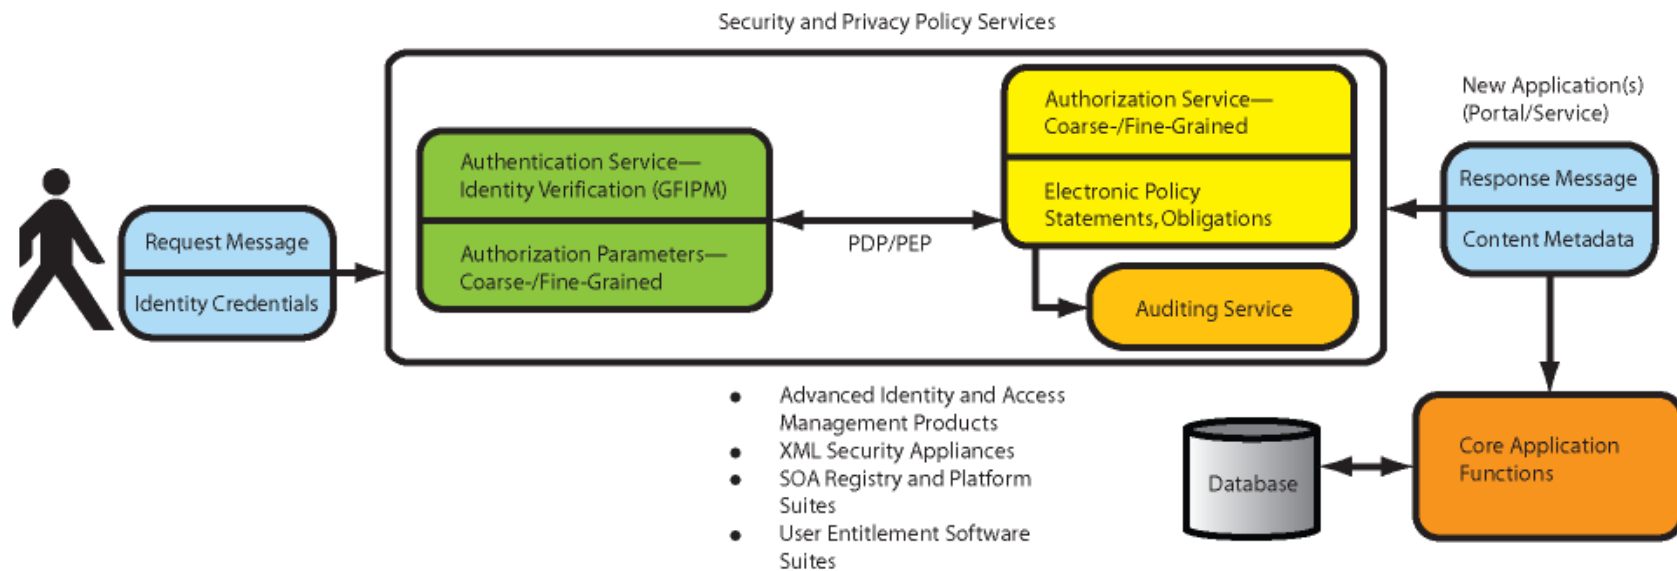 Security and Privacy Policy Services
Request Message
Identity Credentials
Authentication Service—
Identity Verification (GFIPM)
Authorization Parameters—
Coarse-/Fine-Grained
PDP/PEP
Authorization Service—
Coarse-/Fine-Grained
Electronic Policy
Statements, Obligations
Auditing Service
New Application(s)
(Portal/Service)
Response Message
Content Metadata
● Advanced Identity and Access
Management Products
● XML Security Appliances
● SOA Registry and Platform
Suites
● User Entitlement Software
Suites
Database
Core Application
Functions